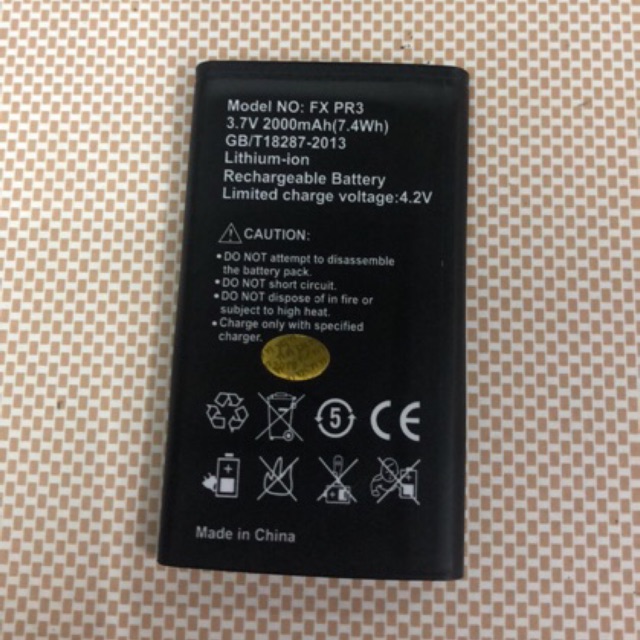 Model NO: FX PR3
3.7V 2000mAh(7.4Wh)
GB/T18287-2013
Lithium-ion
Rechargeable Battery
Limited charge voltage:4.2V
CAUTION:
•DO NOT attempt to disassemble
the battery pack.
•DO NOT short circuit.
•DO NOT dispose of in fire or
subject to high heat.
•Charge only with specified
charger.
5 CE
Made in China